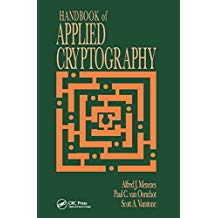 HANDBOOK of
APPLIED
CRYPTOGRAPHY
CRC Press
Alfred J. Menezes
Paul C. van Oorschot
Scott A. Vanstone